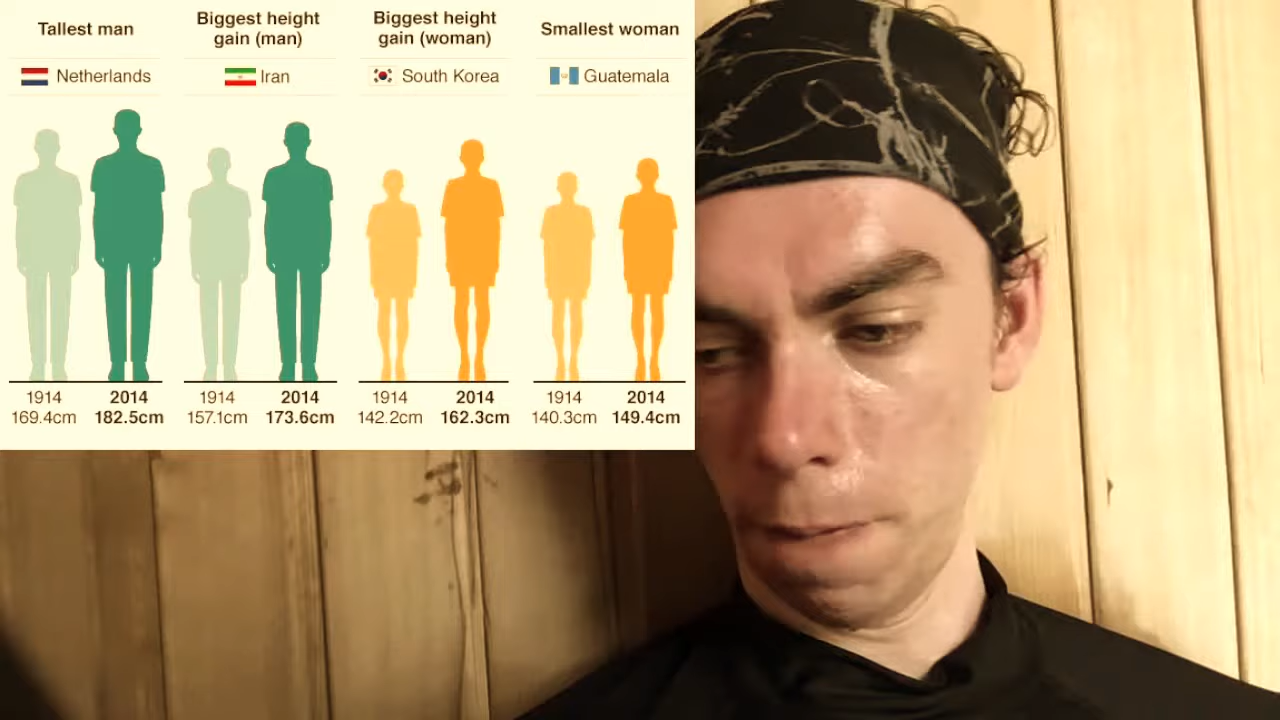 Tallest man
Netherlands
1914 2014
169.4cm 182.5cm
Biggest height
gain (man)
Iran
1914 2014
157.1cm 173.6cm
Biggest height
gain (woman)
South Korea
1914 2014
142.2cm 162.3cm
Smallest woman
Guatemala
1914 2014
140.3cm 149.4cm